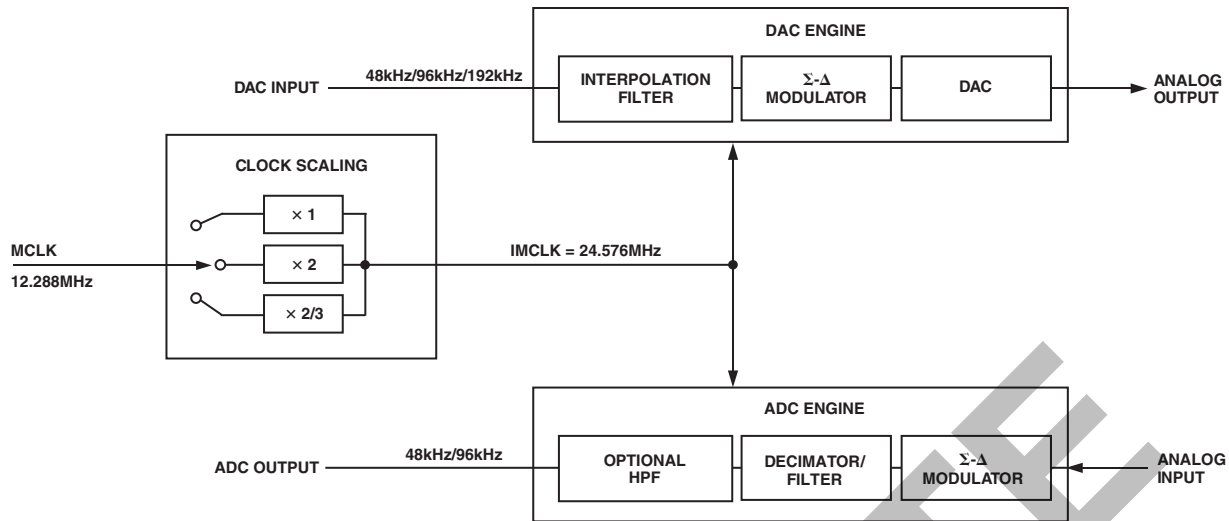 DAC ENGINE
DAC INPUT
48kHz/96kHz/192kHz
INTERPOLATION
FILTER
Σ-Δ
MODULATOR
DAC
ANALOG
OUTPUT
CLOCK SCALING
× 1
MCLK
12.288MHz
× 2
IMCLK = 24.576MHz
× 2/3
ADC ENGINE
ADC OUTPUT
48kHz/96kHz
OPTIONAL
HPF
DECIMATOR/
FILTER
Σ-Δ
MODULATOR
ANALOG
INPUT
TE